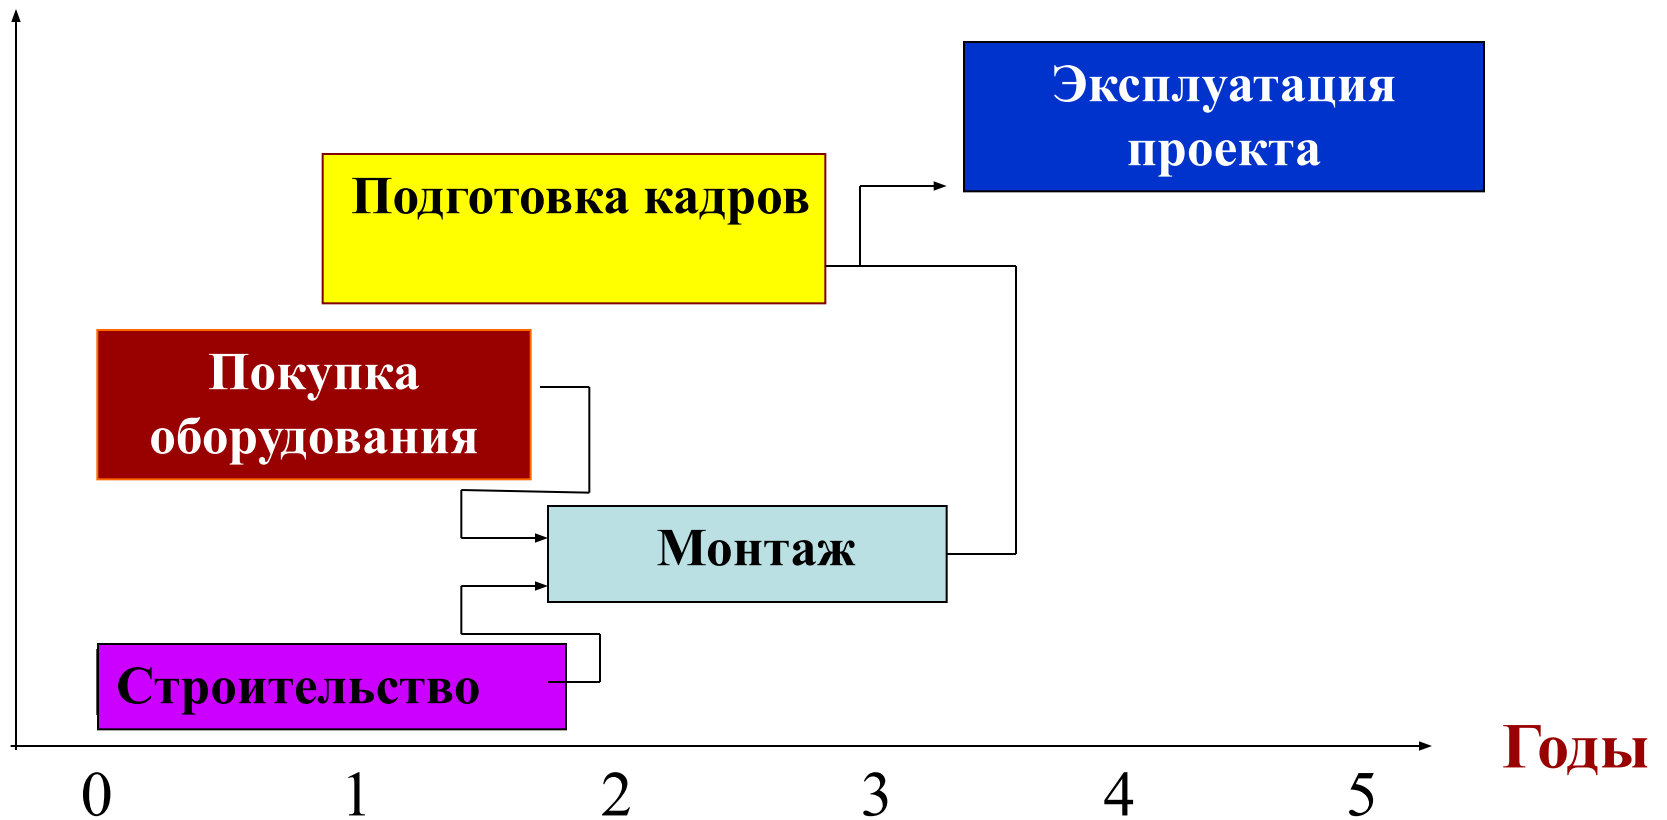 Эксплуатация
проекта
Подготовка кадров
Покупка
оборудования
Монтаж
Строительство
Годы
0 1 2 3 4 5